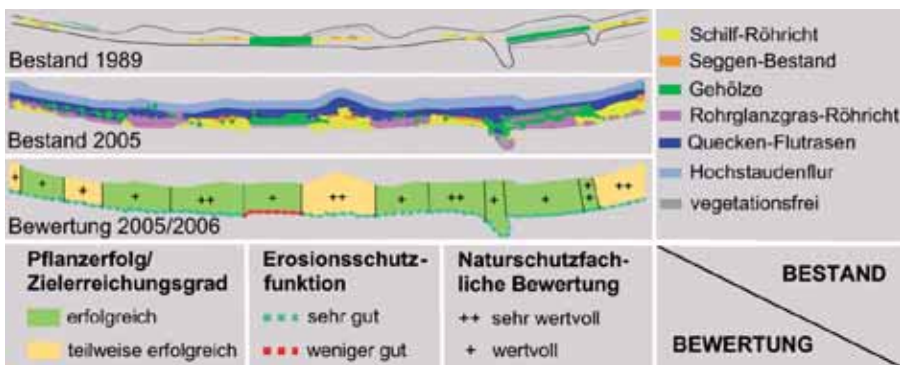 Bestand 1989
Bestand 2005
Bewertung 2005/2006
Schilf-Röhricht
Seggen-Bestand
Gehölze
Rohrglanzgras-Röhricht
Quecken-Flutrasen
Hochstaudenflur
vegetationsfrei
+ + + + ++ + ++ + ++ + + ++ ++
Pflanzerfolg/
Zielerreichungsgrad
erfolgreich
teilweise erfolgreich
Erosionsschutz-
funktion
sehr gut
weniger gut
Naturschutzfach-
liche Bewertung
++ sehr wertvoll
+ wertvoll
BESTAND
BEWERTUNG